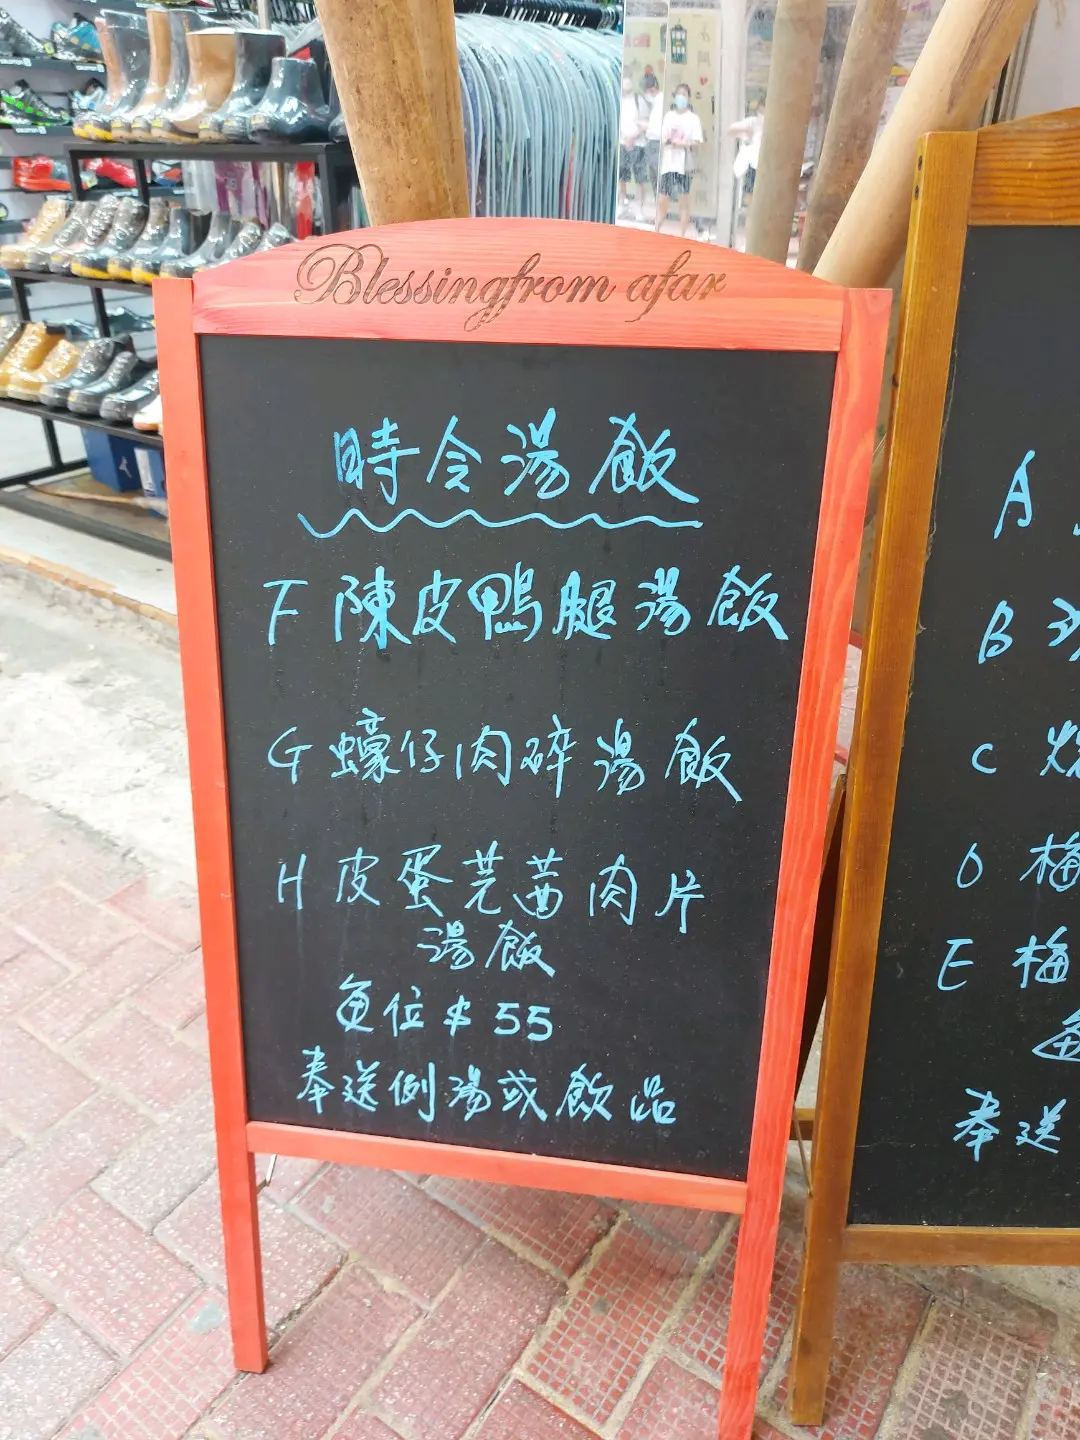 Blessingfrom afar
時令湯飯
F 陳皮鴨腿湯飯
G 蠔仔肉碎湯飯
H 皮蛋芫茜肉片
湯飯
每位 $55
奉送例湯或飲品
A
B
C
D 梅
E 梅
奉送